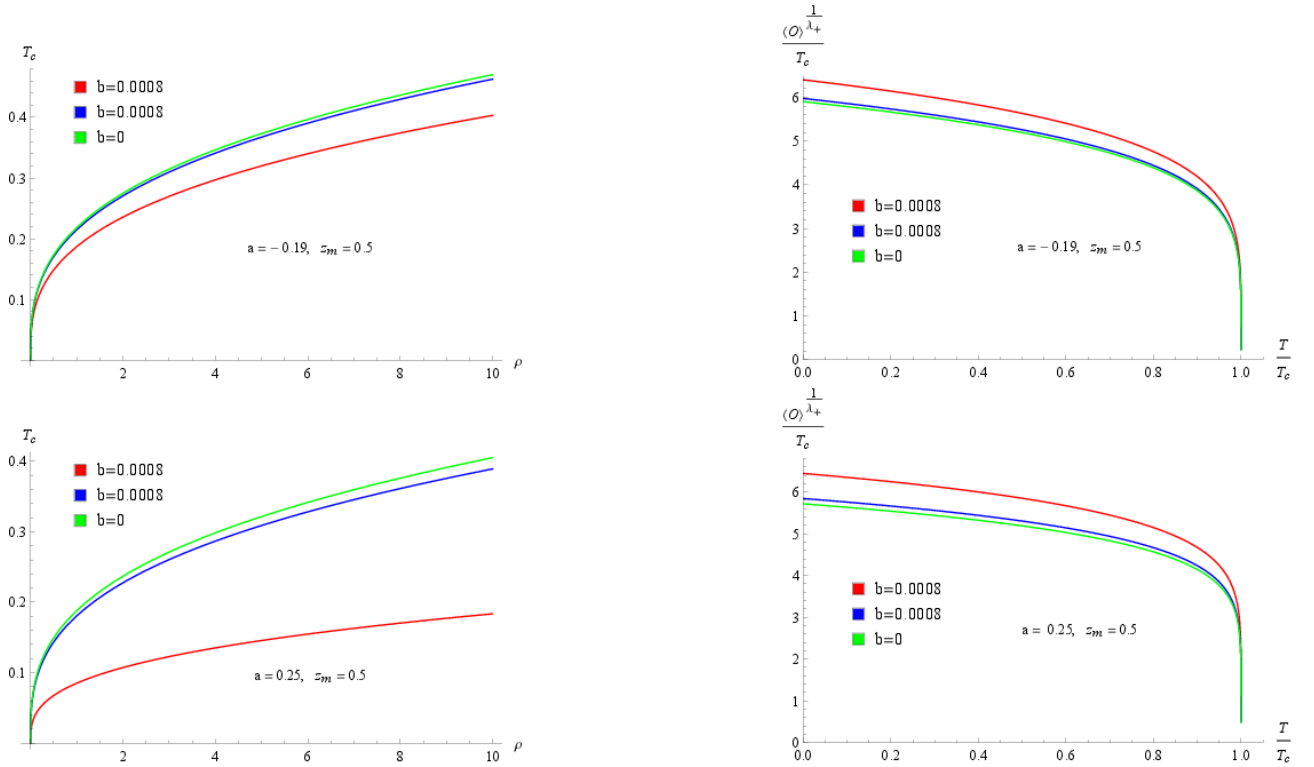 T_c
b=0.0008
b=0.0008
b=0
a = − 0.19, z_m = 0.5
0.4
0.3
0.2
0.1
2 4 6 8 10 ρ
⟨O⟩^{1/λ_+} / T_c
b=0.0008
b=0.0008
b=0
a = − 0.19, z_m = 0.5
6
5
4
3
2
1
0
0.0 0.2 0.4 0.6 0.8 1.0 T/T_c
T_c
b=0.0008
b=0.0008
b=0
a = 0.25, z_m = 0.5
0.4
0.3
0.2
0.1
2 4 6 8 10 ρ
⟨O⟩^{1/λ_+} / T_c
b=0.0008
b=0.0008
b=0
a = 0.25, z_m = 0.5
6
5
4
3
2
1
0
0.0 0.2 0.4 0.6 0.8 1.0 T/T_c